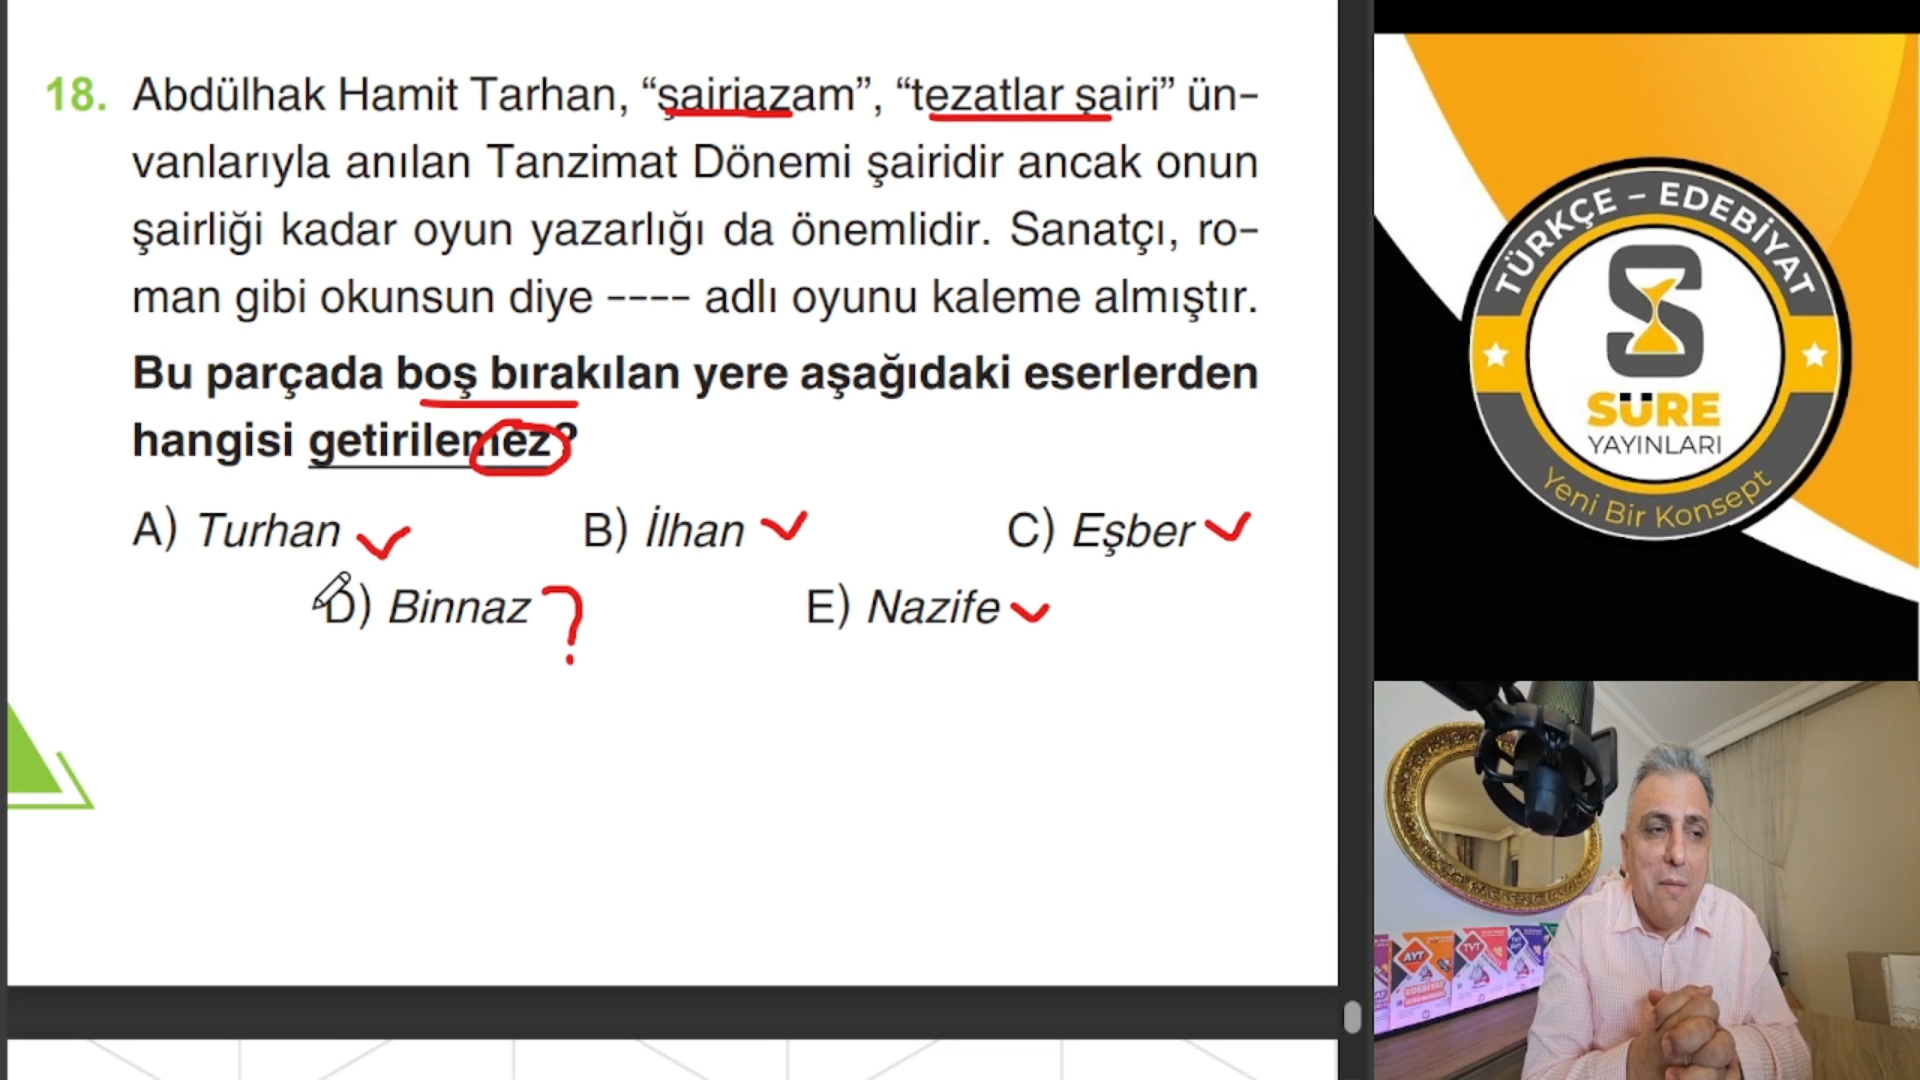 18. Abdülhak Hamit Tarhan, “şairiazam”, “tezatlar şairi” ün-
vanlarıyla anılan Tanzimat Dönemi şairidir ancak onun
şairliği kadar oyun yazarlığı da önemlidir. Sanatçı, ro-
man gibi okunsun diye ---- adlı oyunu kaleme almıştır.
Bu parçada boş bırakılan yere aşağıdaki eserlerden
hangisi getirilemez?
A) Turhan B) İlhan C) Eşber
D) Binnaz ? E) Nazife
TÜRKÇE – EDEBİYAT
S
SÜRE
YAYINLARI
Yeni Bir Konsept
AYT
TYT